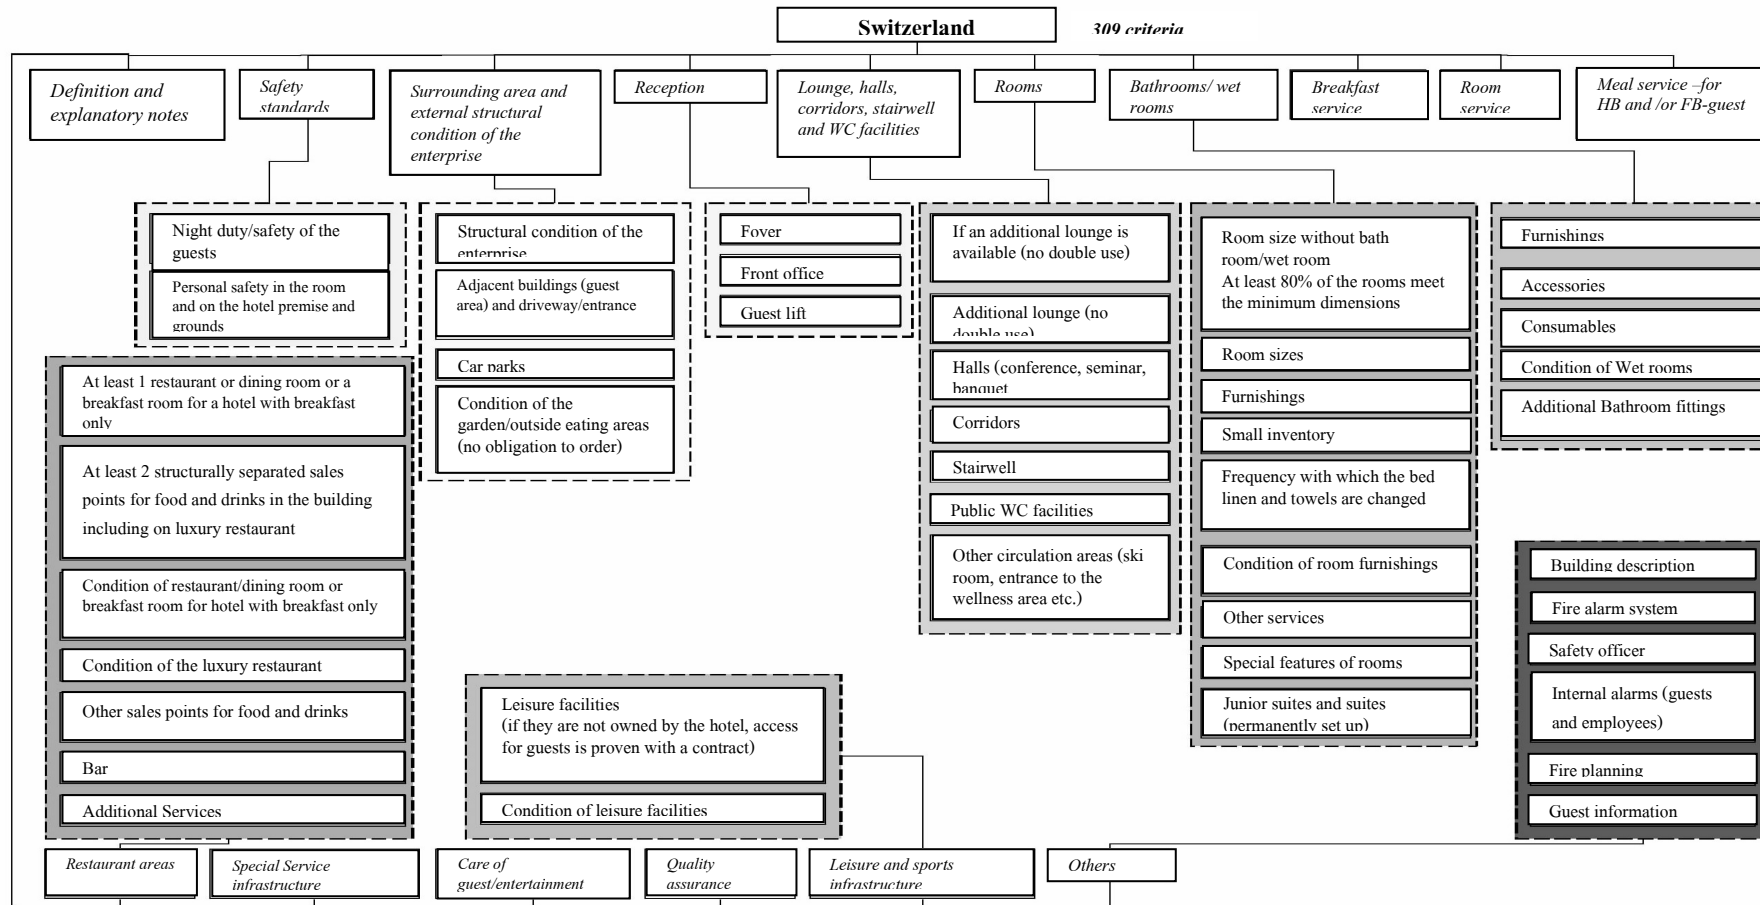 Switzerland
309 criteria
Definition and
explanatory notes
Safety
standards
Surrounding area and
external structural
condition of the
enterprise
Reception
Lounge, halls,
corridors, stairwell
and WC facilities
Rooms
Bathrooms/ wet
rooms
Breakfast
service
Room
service
Meal service –for
HB and /or FB-guest
Night duty/safety of the
guests
Personal safety in the room
and on the hotel premise and
grounds
Structural condition of the
enterprise
Adjacent buildings (guest
area) and driveway/entrance
Car parks
Condition of the
garden/outside eating areas
(no obligation to order)
Fover
Front office
Guest lift
If an additional lounge is
available (no double use)
Additional lounge (no
double use)
Halls (conference, seminar,
banquet
Corridors
Stairwell
Public WC facilities
Other circulation areas (ski
room, entrance to the
wellness area etc.)
Room size without bath
room/wet room
At least 80% of the rooms meet
the minimum dimensions
Room sizes
Furnishings
Small inventory
Frequency with which the bed
linen and towels are changed
Condition of room furnishings
Other services
Special features of rooms
Junior suites and suites
(permanently set up)
Furnishings
Accessories
Consumables
Condition of Wet rooms
Additional Bathroom fittings
At least 1 restaurant or dining room or a
breakfast room for a hotel with breakfast
only
At least 2 structurally separated sales
points for food and drinks in the building
including on luxury restaurant
Condition of restaurant/dining room or
breakfast room for hotel with breakfast only
Condition of the luxury restaurant
Other sales points for food and drinks
Bar
Additional Services
Leisure facilities
(if they are not owned by the hotel, access
for guests is proven with a contract)
Condition of leisure facilities
Building description
Fire alarm system
Safety officer
Internal alarms (guests
and employees)
Fire planning
Guest information
Restaurant areas
Special Service
infrastructure
Care of
guest/entertainment
Quality
assurance
Leisure and sports
infrastructure
Others